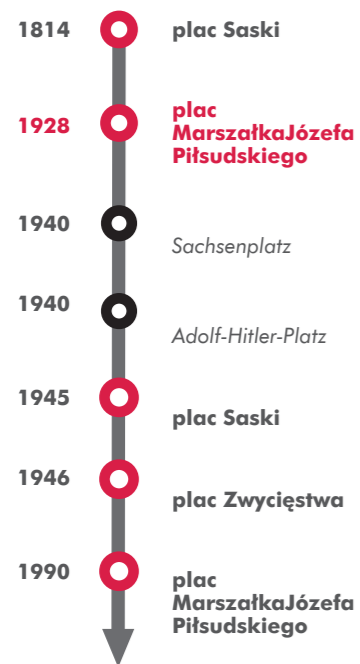 1814 plac Saski
1928 plac
MarszałkaJózefa
Piłsudskiego
1940
Sachsenplatz
1940
Adolf-Hitler-Platz
1945
plac Saski
1946
plac Zwycięstwa
1990 plac
MarszałkaJózefa
Piłsudskiego